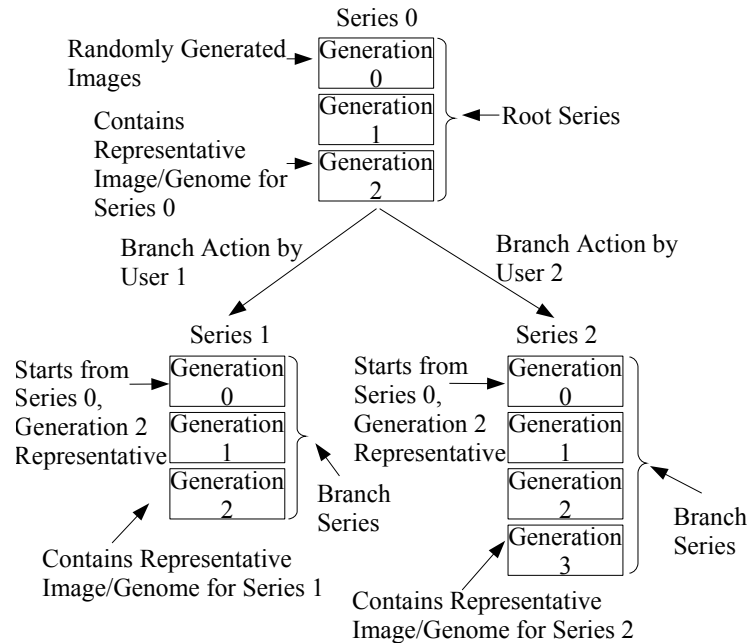 Series 0
Randomly Generated
Images
Generation
0
Generation
1
Generation
2
Root Series
Contains
Representative
Image/Genome for
Series 0
Branch Action by
User 1
Branch Action by
User 2
Series 1
Starts from
Series 0,
Generation 2
Representative
Generation
0
Generation
1
Generation
2
Branch
Series
Contains Representative
Image/Genome for Series 1
Series 2
Starts from
Series 0,
Generation 2
Representative
Generation
0
Generation
1
Generation
2
Generation
3
Branch
Series
Contains Representative
Image/Genome for Series 2